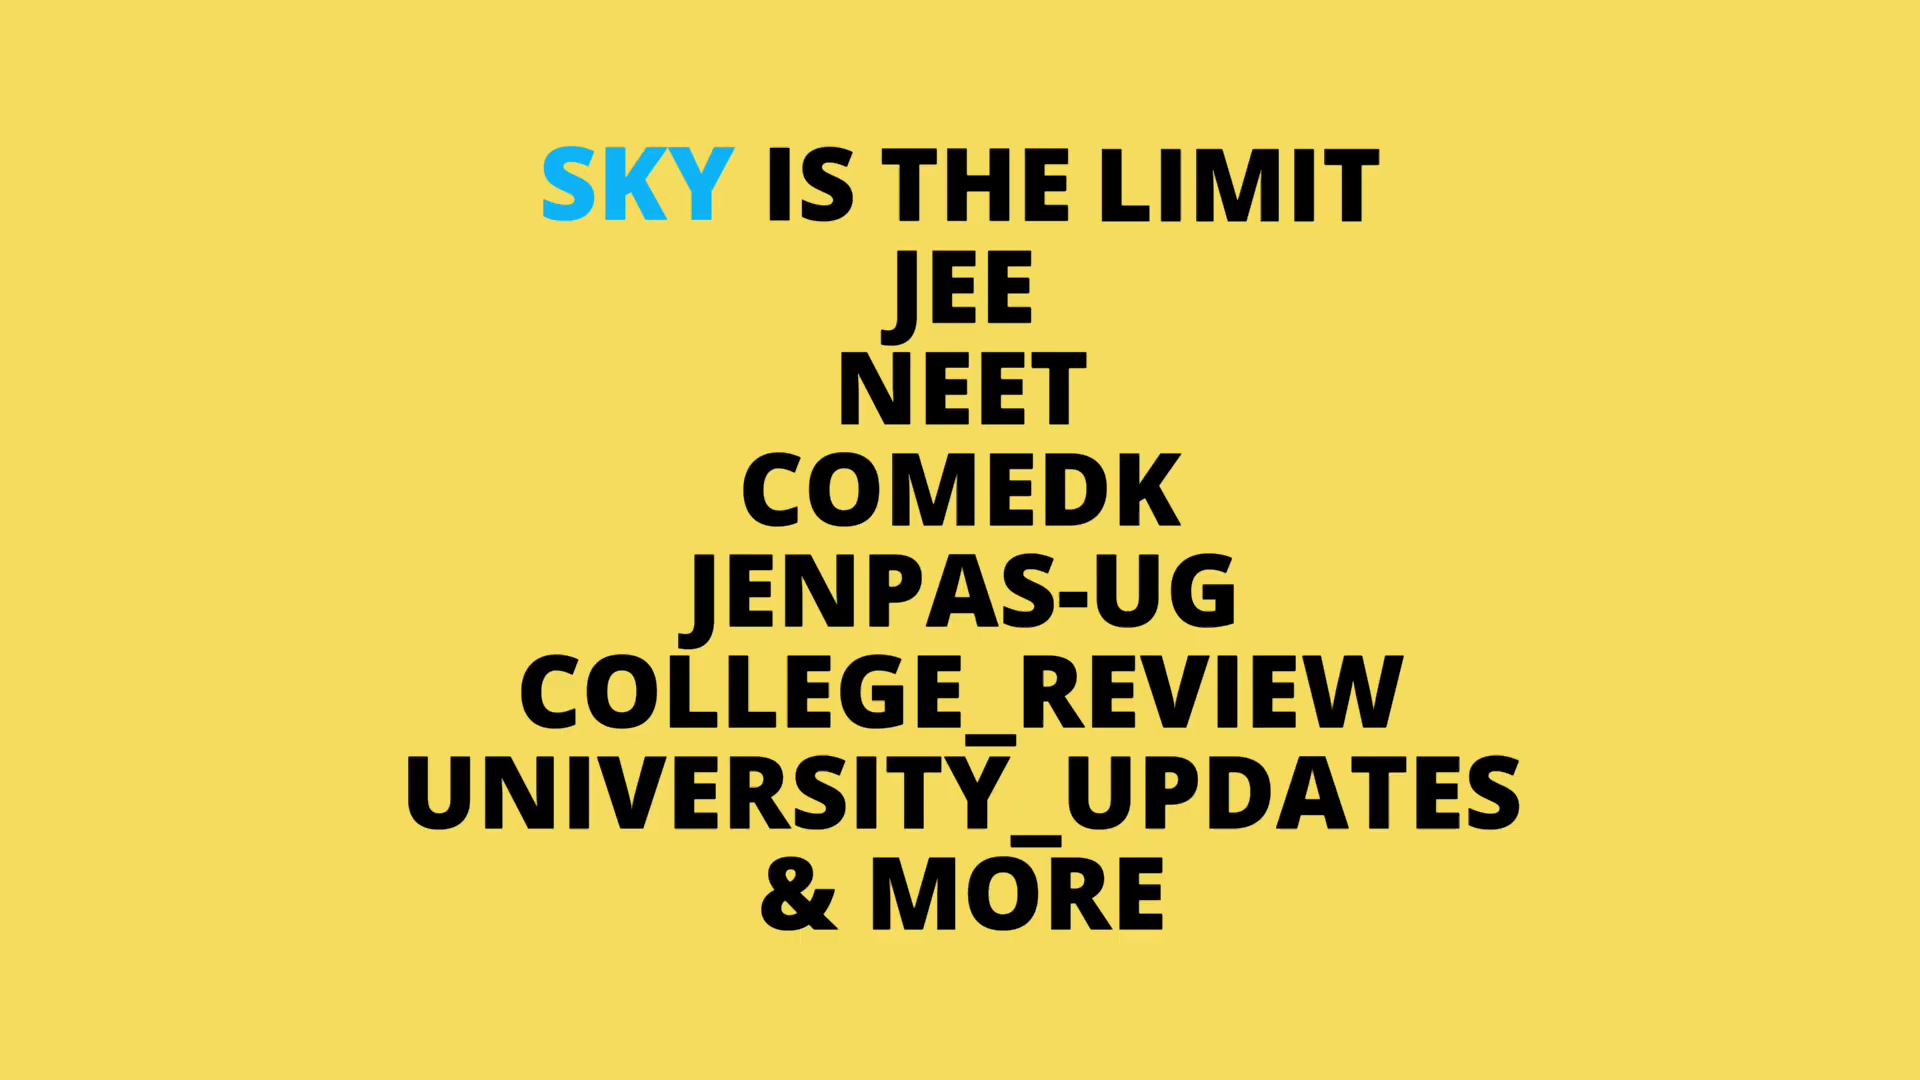 SKY IS THE LIMIT
JEE
NEET
COMEDK
JENPAS-UG
COLLEGE_REVIEW
UNIVERSITY_UPDATES
& MORE